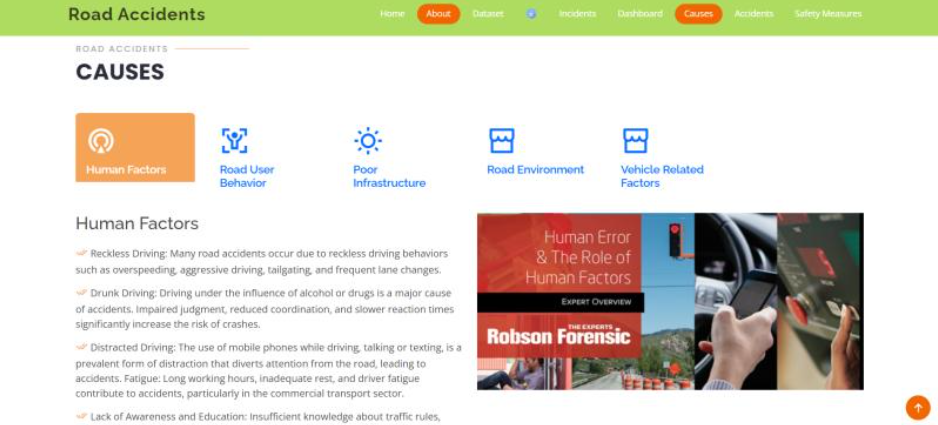 Road Accidents
Home About Dataset Incidents Dashboard Causes Accidents Safety Measures
ROAD ACCIDENTS
CAUSES
Human Factors
Road User
Behavior
Poor
Infrastructure
Road Environment
Vehicle Related
Factors
Human Factors
Reckless Driving: Many road accidents occur due to reckless driving behaviors
such as overspeeding, aggressive driving, tailgating, and frequent lane changes.
Drunk Driving: Driving under the influence of alcohol or drugs is a major cause
of accidents. Impaired judgment, reduced coordination, and slower reaction times
significantly increase the risk of crashes.
Distracted Driving: The use of mobile phones while driving, talking or texting, is a
prevalent form of distraction that diverts attention from the road, leading to
accidents. Fatigue: Long working hours, inadequate rest, and driver fatigue
contribute to accidents, particularly in the commercial transport sector.
Lack of Awareness and Education: Insufficient knowledge about traffic rules,
Human Error
& The Role of
Human Factors
EXPERT OVERVIEW
THE EXPERTS
Robson Forensic